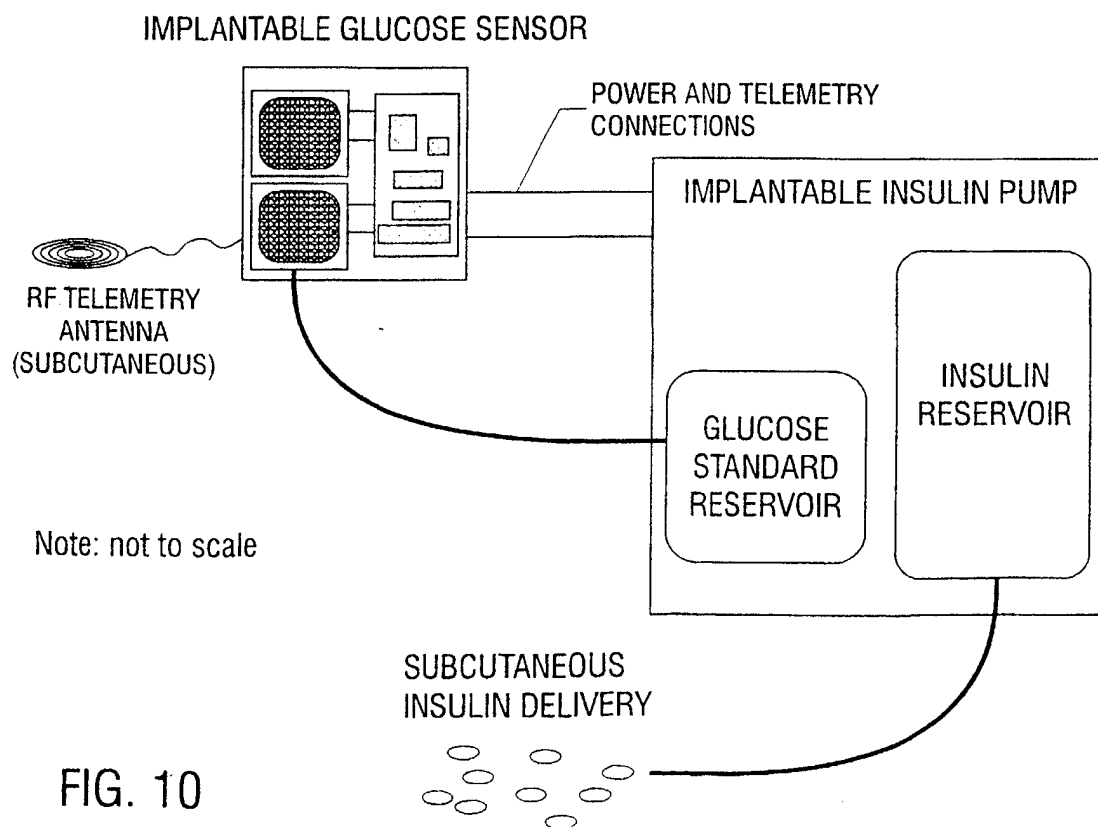 IMPLANTABLE GLUCOSE SENSOR
POWER AND TELEMETRY
CONNECTIONS
IMPLANTABLE INSULIN PUMP
RF TELEMETRY
ANTENNA
(SUBCUTANEOUS)
INSULIN
RESERVOIR
GLUCOSE
STANDARD
RESERVOIR
Note: not to scale
SUBCUTANEOUS
INSULIN DELIVERY
FIG. 10